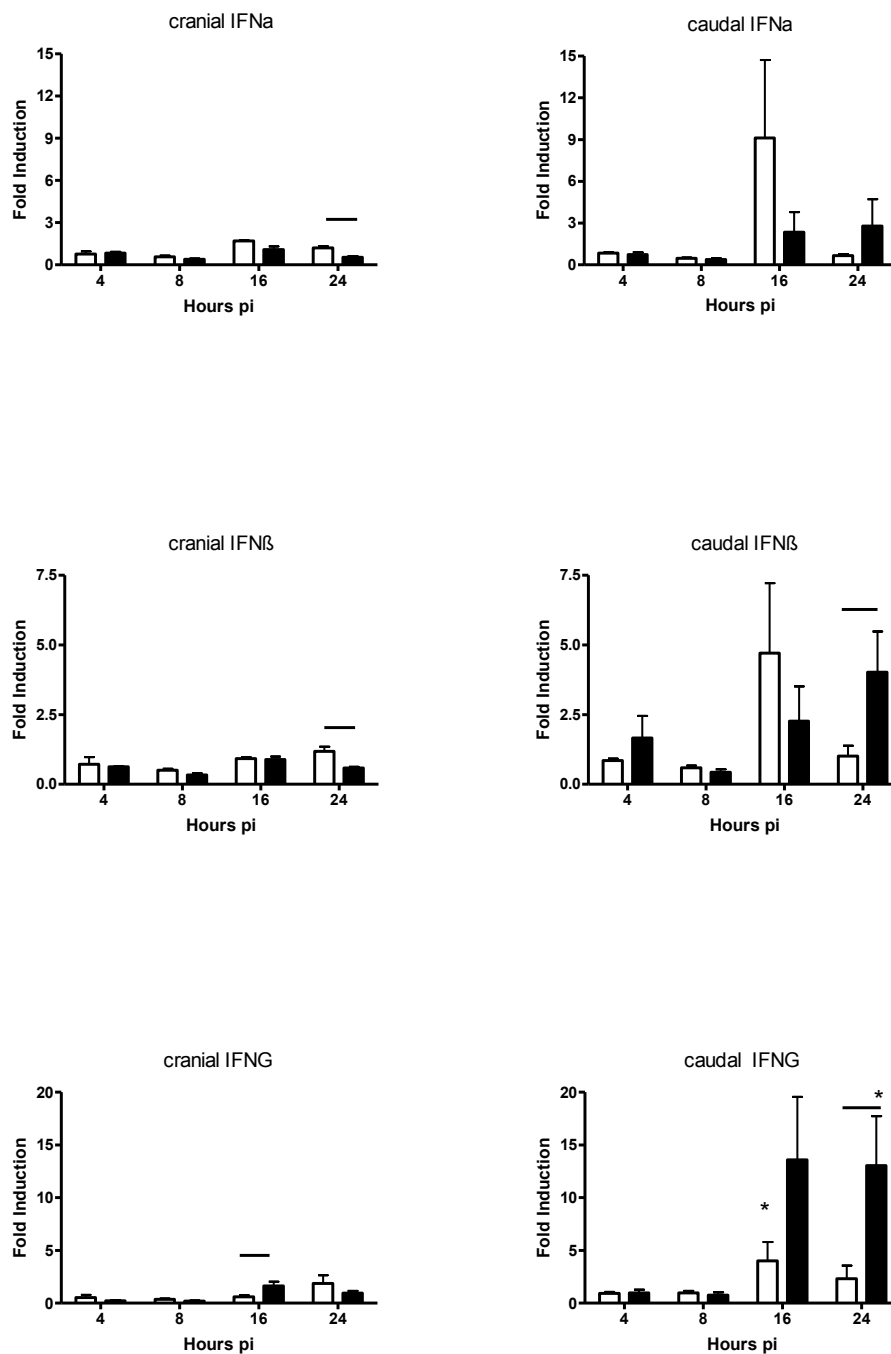 cranial IFNa
15
12
9
6
3
0
Fold Induction
4 8 16 24
Hours pi
caudal IFNa
15
12
9
6
3
0
Fold Induction
4 8 16 24
Hours pi
cranial IFNß
7.5
5.0
2.5
0.0
Fold Induction
4 8 16 24
Hours pi
caudal IFNß
7.5
5.0
2.5
0.0
Fold Induction
4 8 16 24
Hours pi
cranial IFNG
20
15
10
5
0
Fold Induction
4 8 16 24
Hours pi
caudal IFNG
20
15
10
5
0
Fold Induction
*
*
4 8 16 24
Hours pi